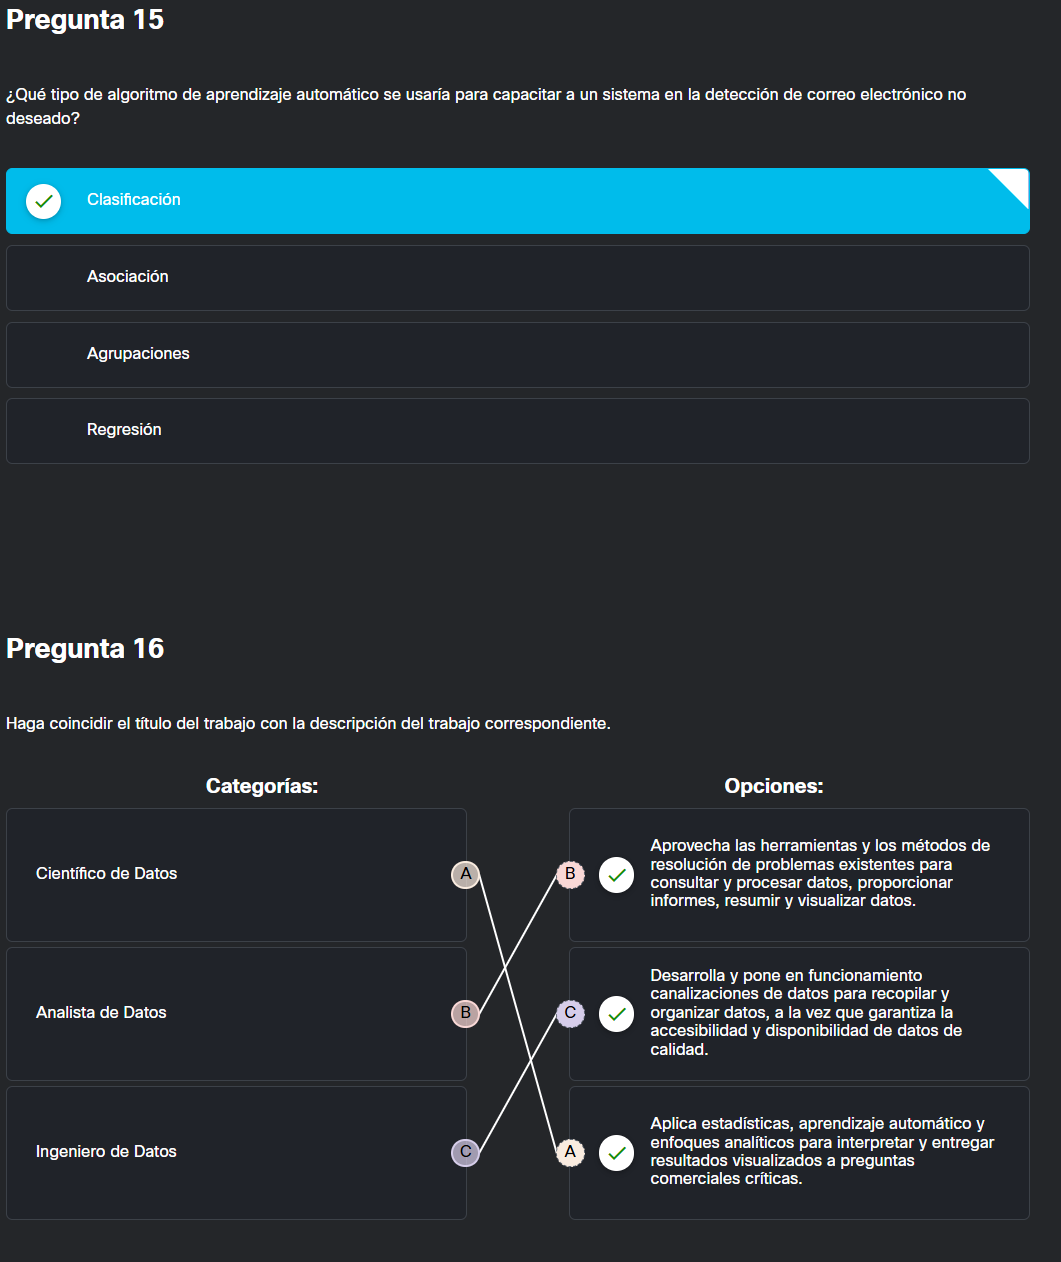 Pregunta 15
¿Qué tipo de algoritmo de aprendizaje automático se usaría para capacitar a un sistema en la detección de correo electrónico no
deseado?
Clasificación
Asociación
Agrupaciones
Regresión
Pregunta 16
Haga coincidir el título del trabajo con la descripción del trabajo correspondiente.
Categorías:
Opciones:
Científico de Datos
A
B
Aprovecha las herramientas y los métodos de
resolución de problemas existentes para
consultar y procesar datos, proporcionar
informes, resumir y visualizar datos.
Analista de Datos
B
C
Desarrolla y pone en funcionamiento
canalizaciones de datos para recopilar y
organizar datos, a la vez que garantiza la
accesibilidad y disponibilidad de datos de
calidad.
Ingeniero de Datos
C
A
Aplica estadísticas, aprendizaje automático y
enfoques analíticos para interpretar y entregar
resultados visualizados a preguntas
comerciales críticas.